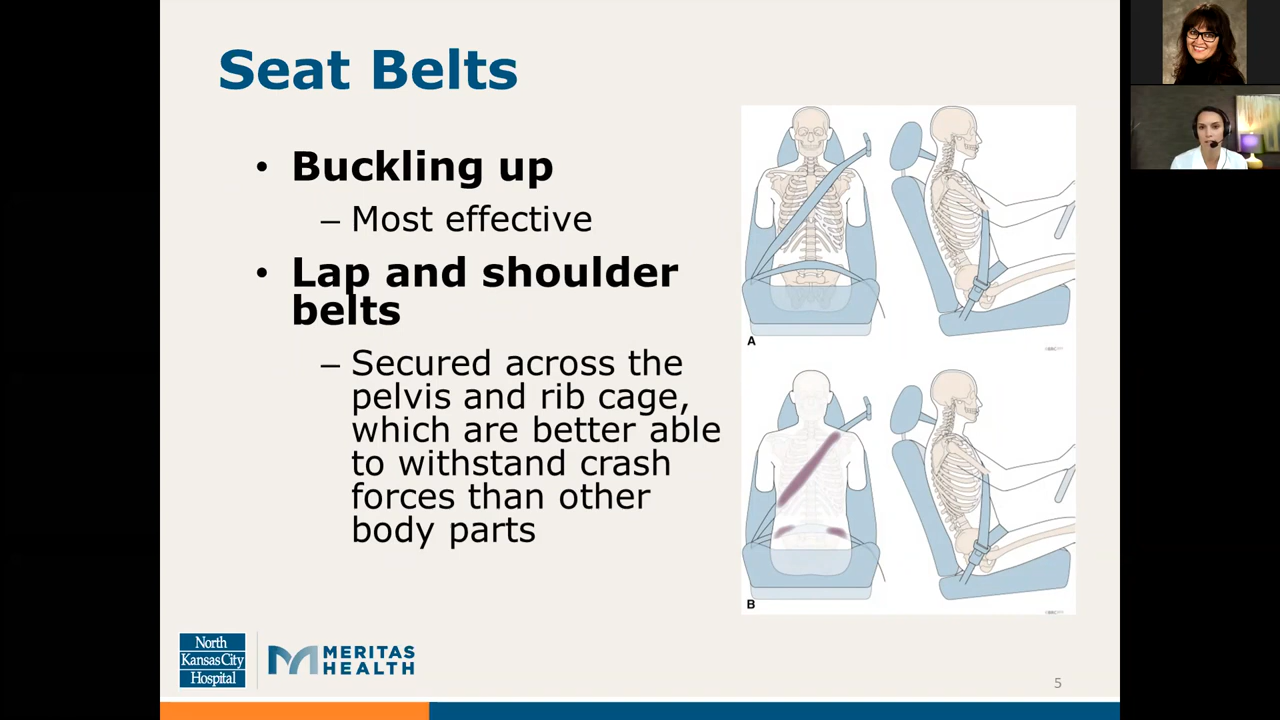 Seat Belts
• Buckling up
– Most effective
• Lap and shoulder
belts
– Secured across the
pelvis and rib cage,
which are better able
to withstand crash
forces than other
body parts
A
B
North
Kansas City
Hospital
MERITAS
HEALTH
5